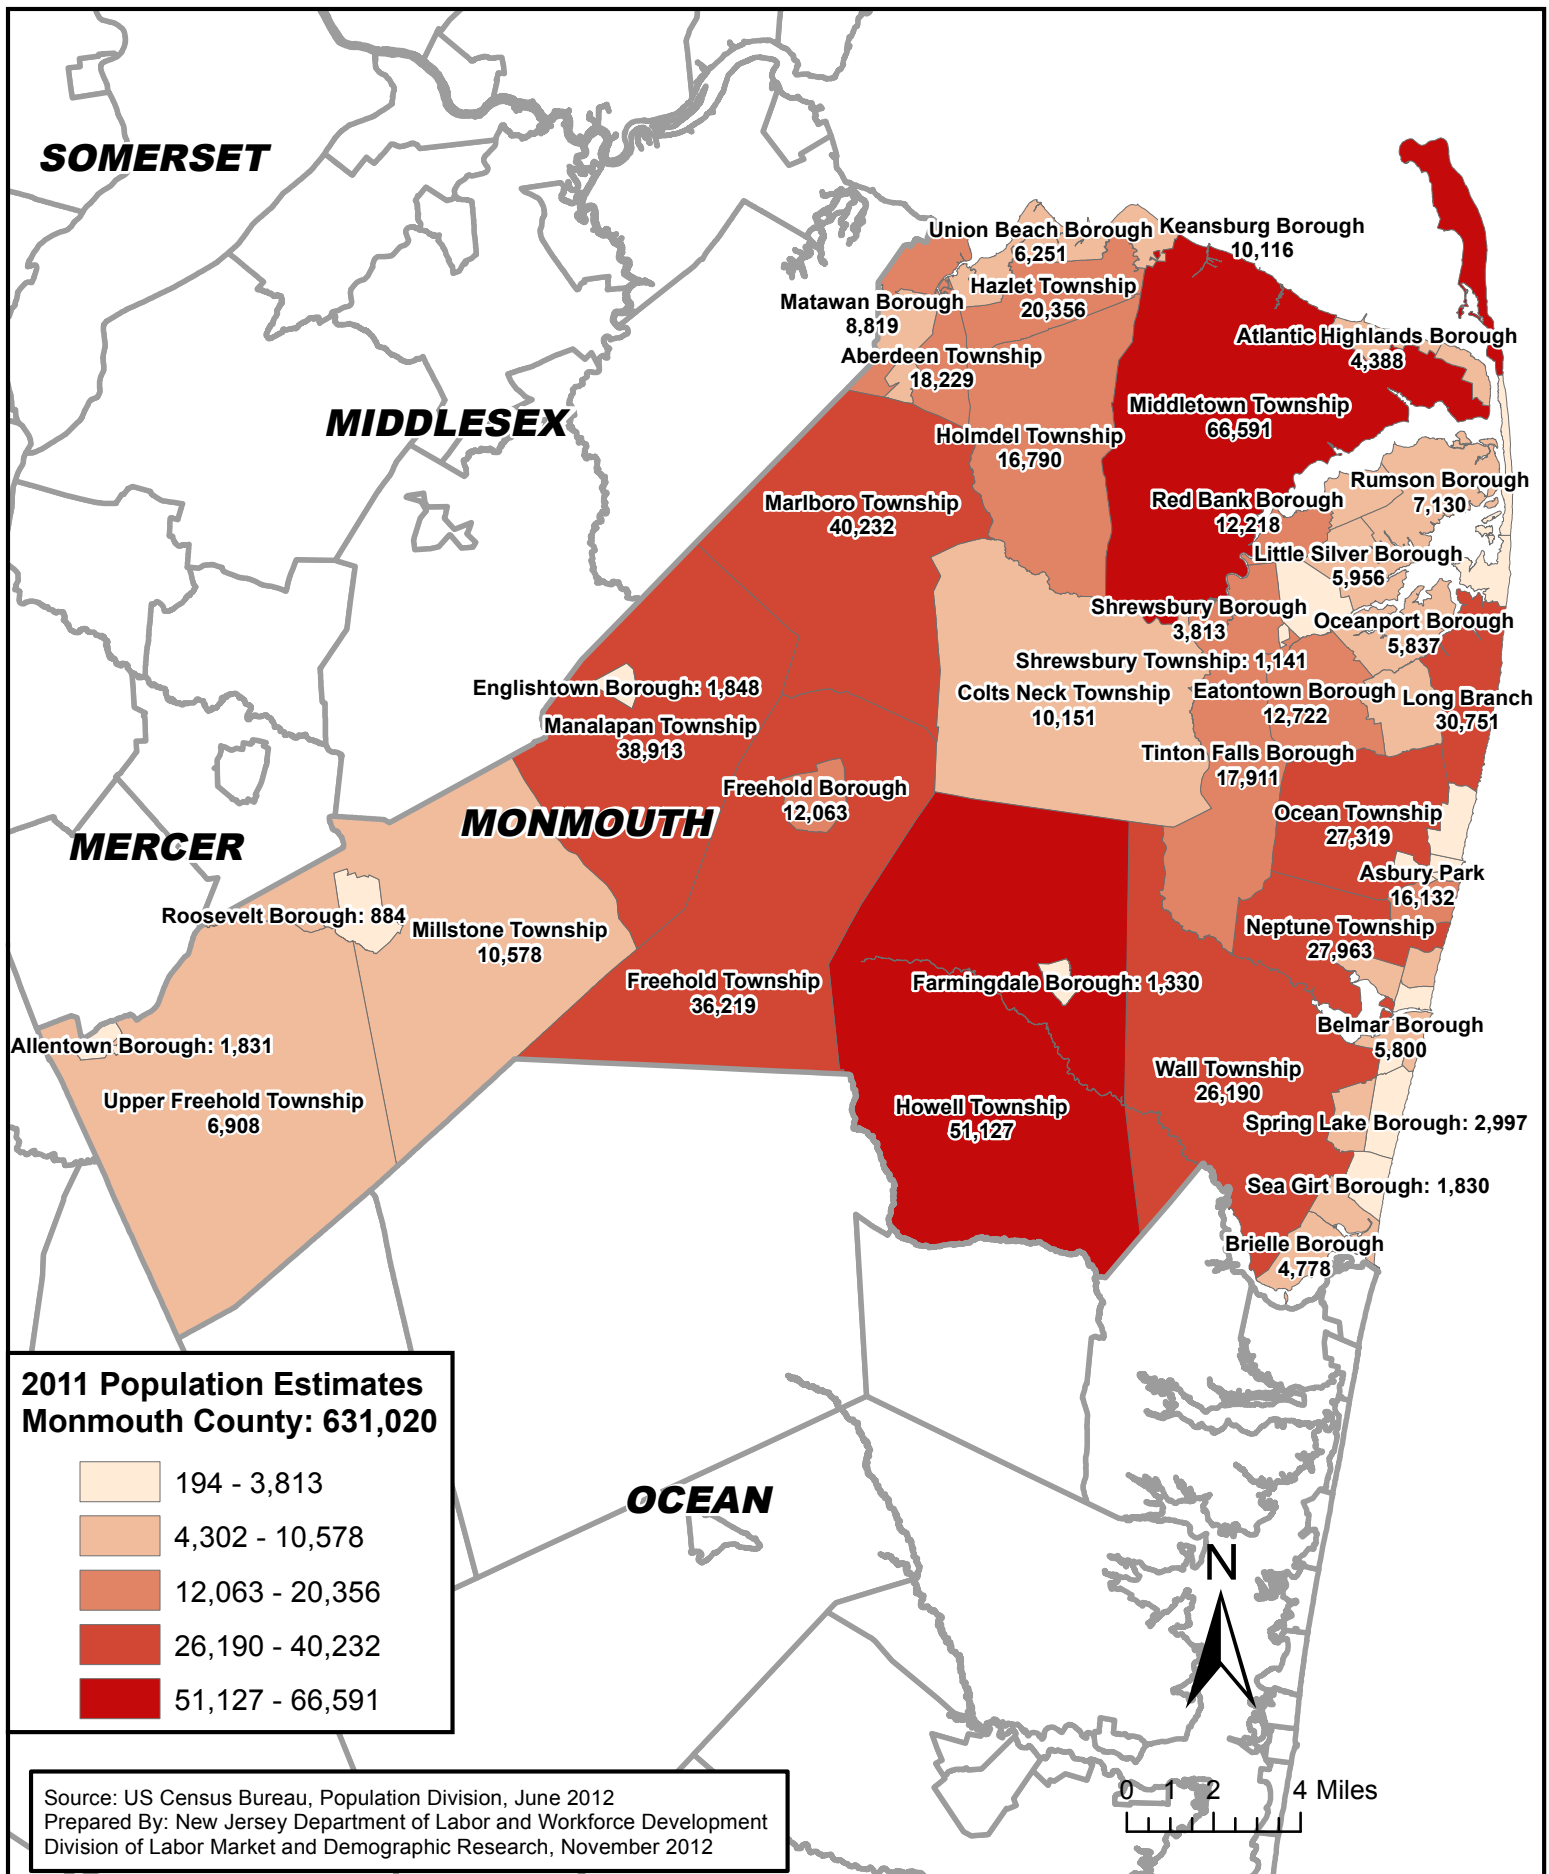 SOMERSET
Union Beach Borough
6,251
Keansburg Borough
10,116
Hazlet Township
20,356
Matawan Borough
8,819
Atlantic Highlands Borough
4,388
Aberdeen Township
18,229
MIDDLESEX
Middletown Township
66,591
Holmdel Township
16,790
Rumson Borough
7,130
Marlboro Township
40,232
Red Bank Borough
12,218
Little Silver Borough
5,956
Shrewsbury Borough
3,813
Oceanport Borough
5,837
Shrewsbury Township: 1,141
Englishtown Borough: 1,848
Colts Neck Township
10,151
Eatontown Borough
12,722
Long Branch
30,751
Manalapan Township
38,913
Tinton Falls Borough
17,911
Freehold Borough
12,063
MONMOUTH
Ocean Township
27,319
MERCER
Asbury Park
16,132
Roosevelt Borough: 884
Millstone Township
10,578
Neptune Township
27,963
Freehold Township
36,219
Farmingdale Borough: 1,330
Belmar Borough
5,800
Allentown Borough: 1,831
Wall Township
26,190
Upper Freehold Township
6,908
Howell Township
51,127
Spring Lake Borough: 2,997
Sea Girt Borough: 1,830
Brielle Borough
4,778
2011 Population Estimates
Monmouth County: 631,020
194 - 3,813
4,302 - 10,578
12,063 - 20,356
26,190 - 40,232
51,127 - 66,591
OCEAN
N
0 1 2 4 Miles
Source: US Census Bureau, Population Division, June 2012
Prepared By: New Jersey Department of Labor and Workforce Development
Division of Labor Market and Demographic Research, November 2012